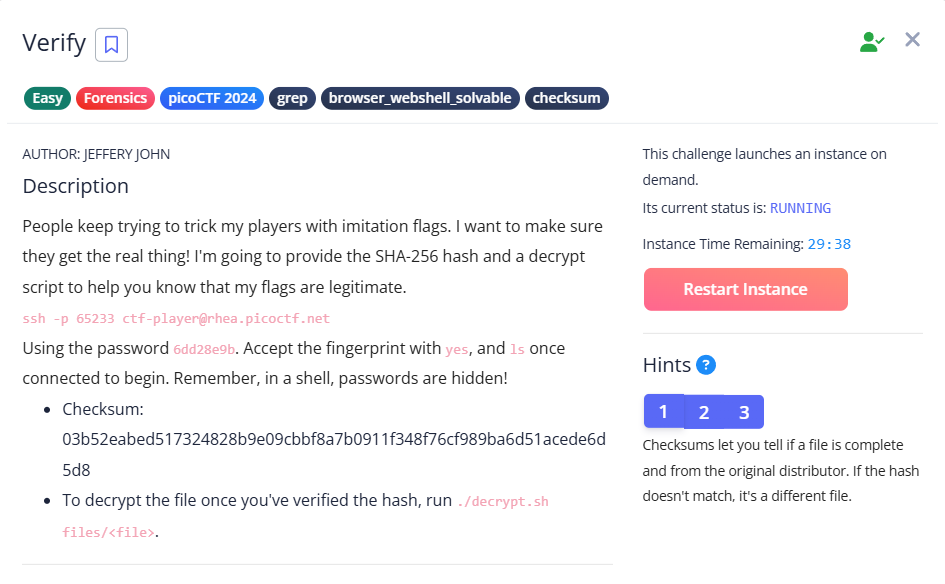 Verify
Easy Forensics picoCTF 2024 grep browser_webshell_solvable checksum
AUTHOR: JEFFERY JOHN
Description
People keep trying to trick my players with imitation flags. I want to make sure
they get the real thing! I'm going to provide the SHA-256 hash and a decrypt
script to help you know that my flags are legitimate.
ssh -p 65233 ctf-player@rhea.picoctf.net
Using the password 6dd28e9b. Accept the fingerprint with yes, and ls once
connected to begin. Remember, in a shell, passwords are hidden!
• Checksum:
03b52eabed517324828b9e09cbbf8a7b0911f348f76cf989ba6d51acede6d
5d8
• To decrypt the file once you've verified the hash, run ./decrypt.sh
files/<file>.
This challenge launches an instance on
demand.
Its current status is: RUNNING
Instance Time Remaining: 29:38
Restart Instance
Hints ?
1 2 3
Checksums let you tell if a file is complete
and from the original distributor. If the hash
doesn't match, it's a different file.